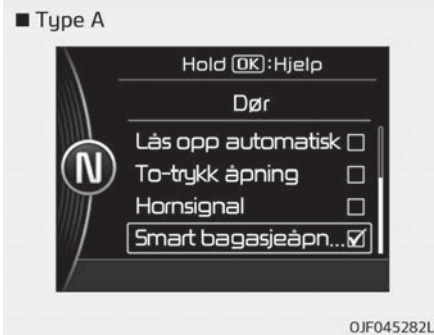 ■ Type A
Hold OK:Hjelp
Dør
Lås opp automatisk
To-trykk åpning
N
Hornsignal
Smart bagasjeåpn...
OJF045282L